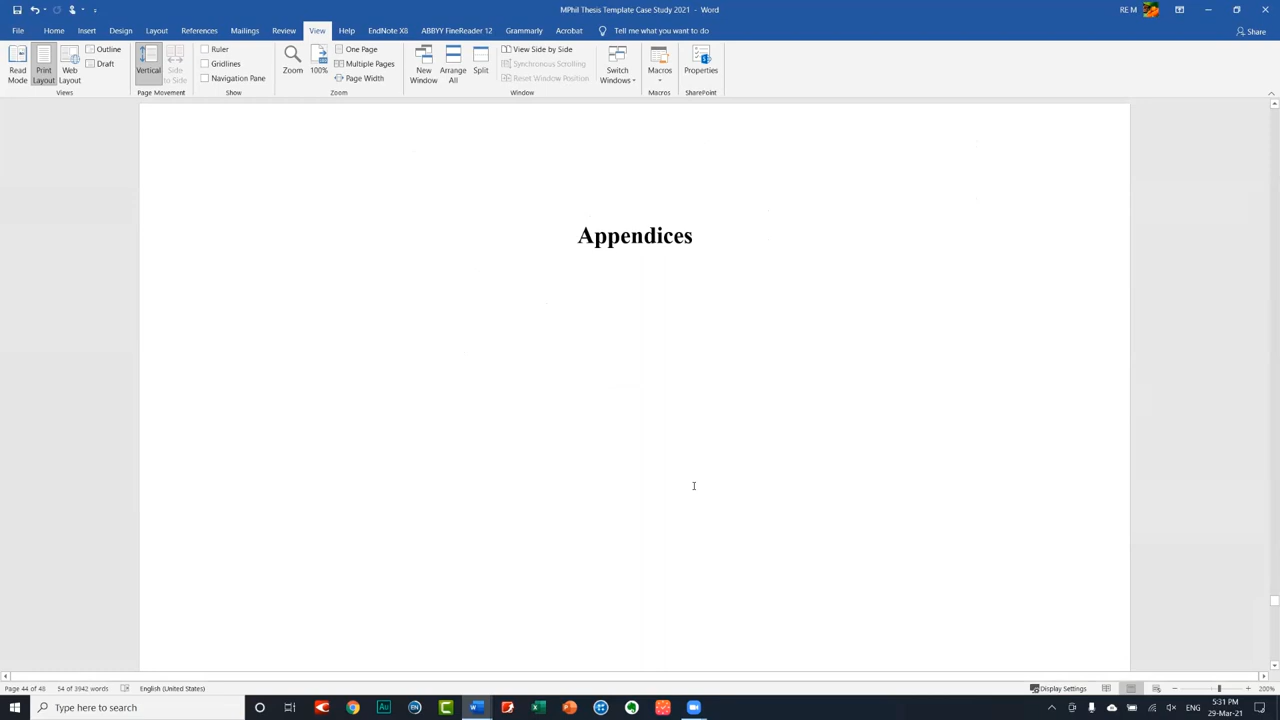 MPhil Thesis Template Case Study 2021 - Word
RE M
File Home Insert Design Layout References Mailings Review View Help EndNote X8 ABBYY FineReader 12 Grammarly Acrobat Tell me what you want to do Share
Read Mode
Print Layout
Web Layout
Outline
Draft
Views
Vertical
Side to Side
Page Movement
Ruler
Gridlines
Navigation Pane
Show
Zoom
100%
One Page
Multiple Pages
Page Width
Zoom
New Window
Arrange All
Split
View Side by Side
Synchronous Scrolling
Reset Window Position
Window
Switch Windows
Macros
Macros
Properties
SharePoint
Appendices
Page 44 of 48 54 of 3942 words English (United States) Display Settings 200%
Type here to search
5:31 PM
29-Mar-21